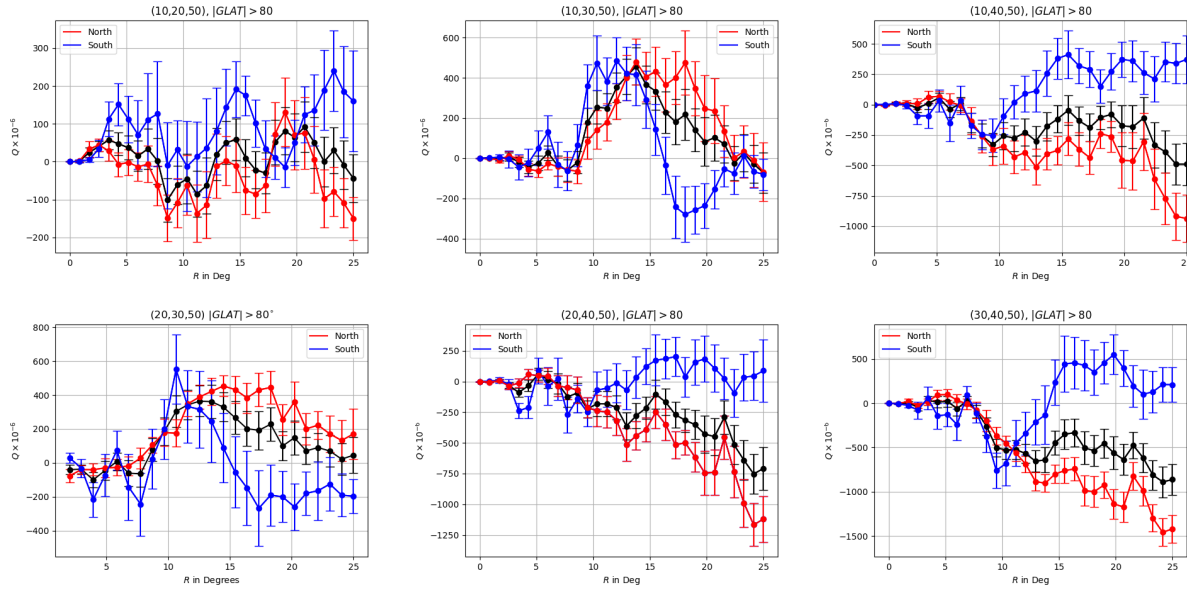 (10,20,50), |GLAT| > 80
300
200
100
0
−100
−200
Q × 10⁻⁶
North
South
0 5 10 15 20 25
R in Deg
(10,30,50), |GLAT| > 80
600
400
200
0
−200
−400
Q × 10⁻⁶
North
South
0 5 10 15 20 25
R in Deg
(10,40,50), |GLAT| > 80
500
250
0
−250
−500
−750
−1000
Q × 10⁻⁶
North
South
0 5 10 15 20 25
R in Deg
(20,30,50) |GLAT| > 80°
800
600
400
200
0
−200
−400
Q × 10⁻⁶
North
South
5 10 15 20 25
R in Degrees
(20,40,50), |GLAT| > 80
250
0
−250
−500
−750
−1000
−1250
Q × 10⁻⁶
North
South
0 5 10 15 20 25
R in Deg
(30,40,50), |GLAT| > 80
500
0
−500
−1000
−1500
Q × 10⁻⁶
North
South
0 5 10 15 20 25
R in Deg